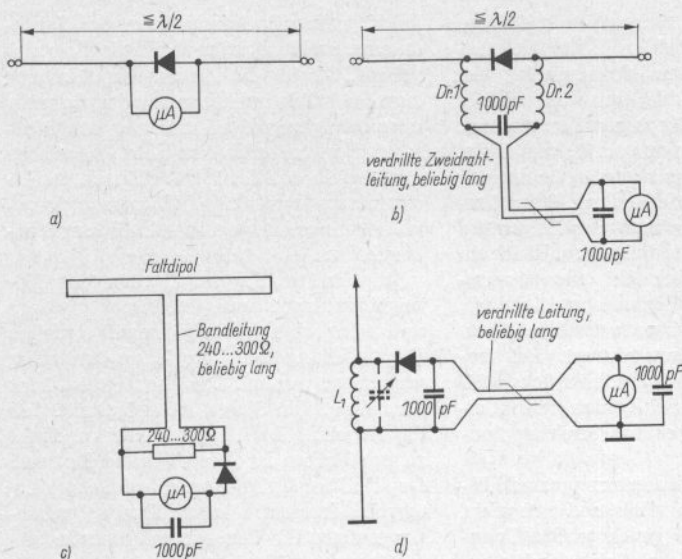 ≦ λ/2
μA
a)
≦ λ/2
Dr.1
1000pF
Dr.2
verdrillte Zweidraht-
leitung, beliebig lang
μA
1000pF
b)
Faltdipol
Bandleitung
240...300Ω,
beliebig lang
240...300Ω
μA
1000pF
c)
verdrillte Leitung,
beliebig lang
L₁
1000
pF
μA
1000
pF
d)